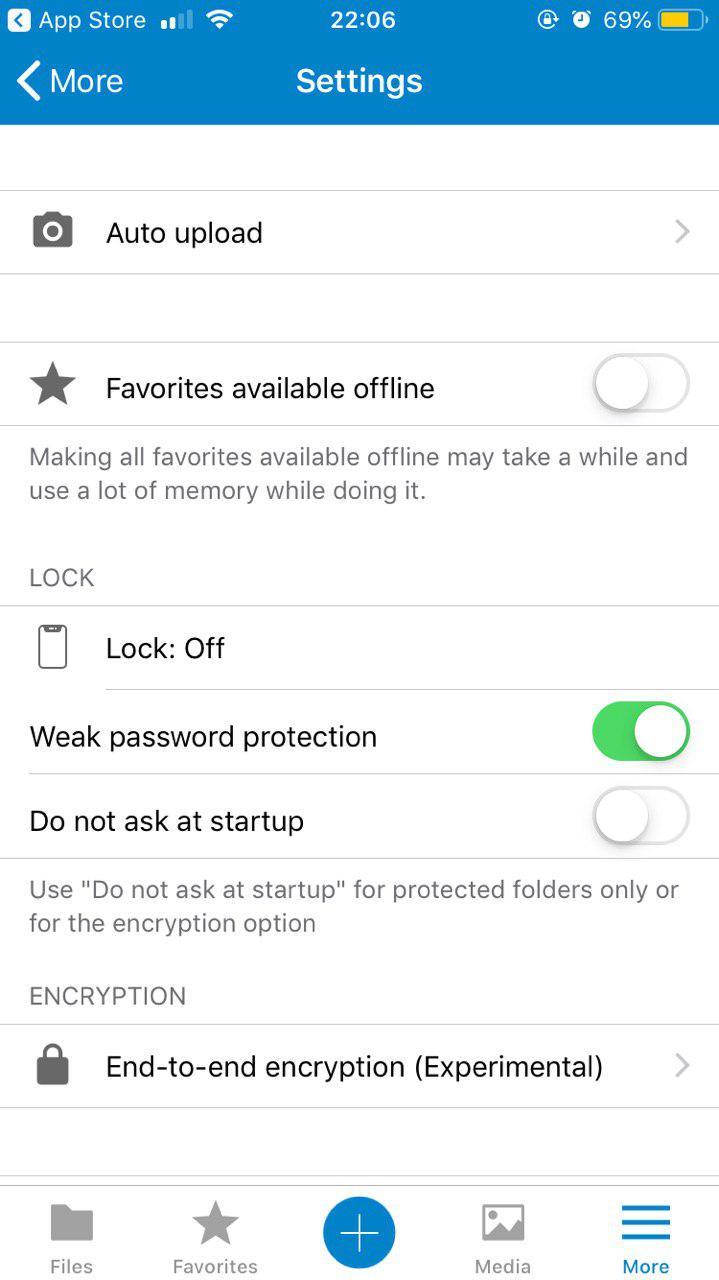 App Store 22:06 69%
More Settings
Auto upload
Favorites available offline
Making all favorites available offline may take a while and
use a lot of memory while doing it.
LOCK
Lock: Off
Weak password protection
Do not ask at startup
Use "Do not ask at startup" for protected folders only or
for the encryption option
ENCRYPTION
End-to-end encryption (Experimental)
Files Favorites Media More